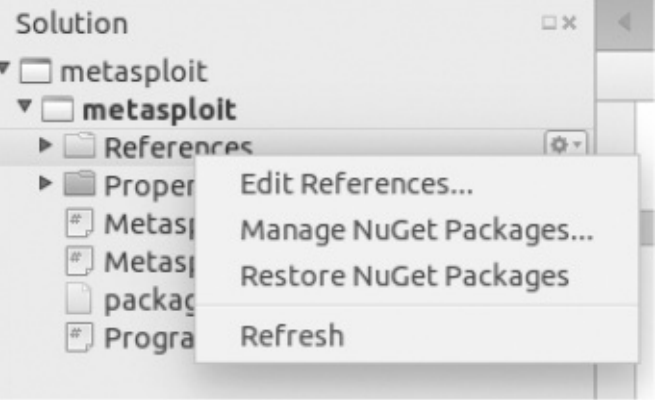 Solution
metasploit
metasploit
References
Proper
Edit References...
Metasp
Manage NuGet Packages...
Metasp
Restore NuGet Packages
packag
Progra
Refresh